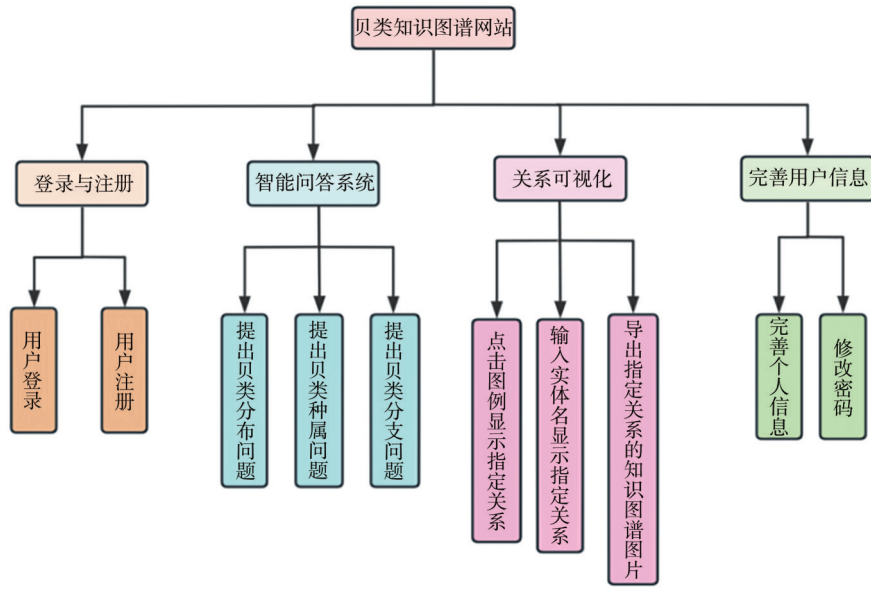 贝类知识图谱网站
登录与注册
智能问答系统
关系可视化
完善用户信息
用户登录
用户注册
提出贝类分布问题
提出贝类种属问题
提出贝类分支问题
点击图例显示指定关系
输入实体名显示指定关系
导出指定关系的知识图谱图片
完善个人信息
修改密码